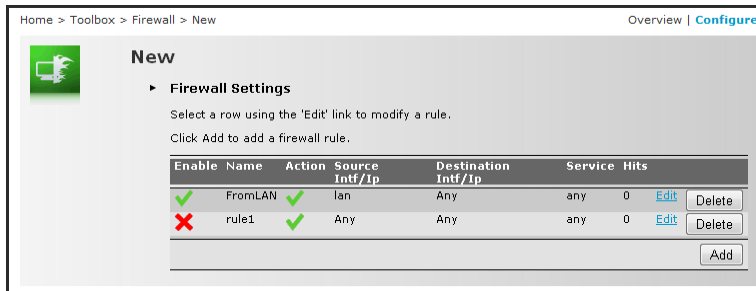 Home > Toolbox > Firewall > New
Overview | Configure
New
Firewall Settings
Select a row using the 'Edit' link to modify a rule.
Click Add to add a firewall rule.
Enable Name Action Source Intf/Ip Destination Intf/Ip Service Hits
FromLAN lan Any any 0 Edit Delete
rule1 Any Any any 0 Edit Delete
Add